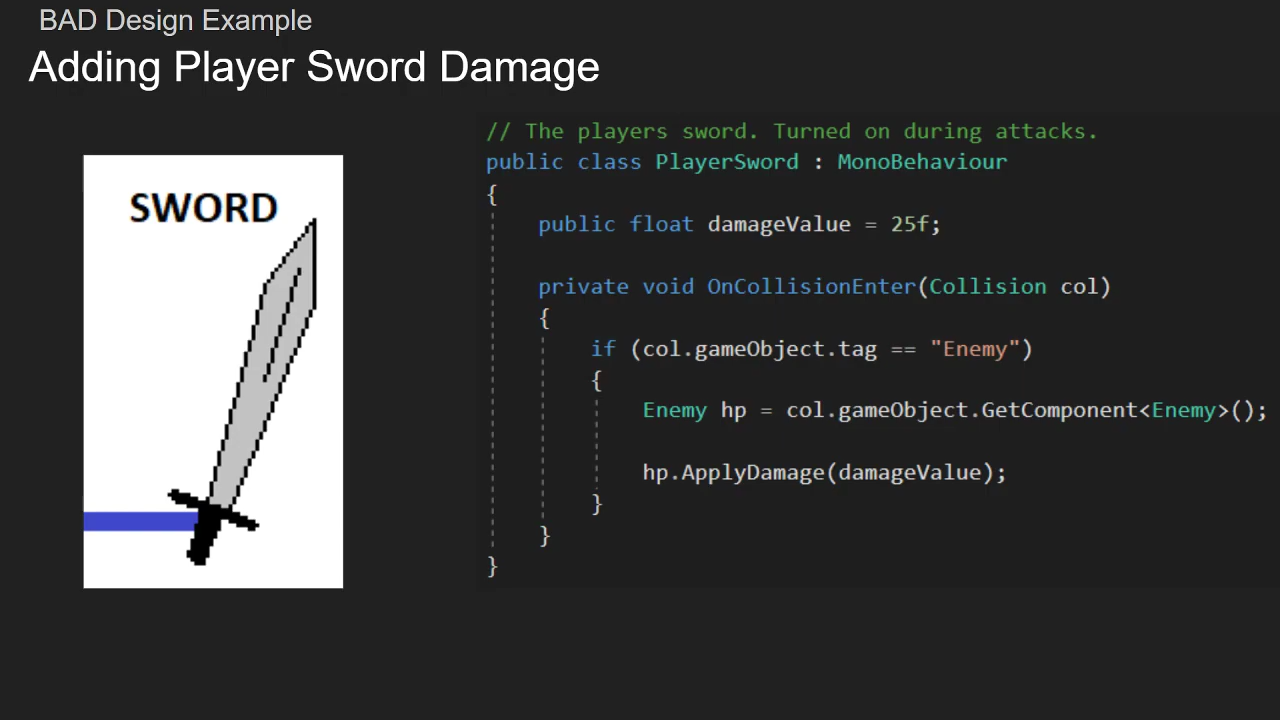 BAD Design Example
Adding Player Sword Damage
SWORD
// The players sword. Turned on during attacks.
public class PlayerSword : MonoBehaviour
{
public float damageValue = 25f;
private void OnCollisionEnter(Collision col)
{
if (col.gameObject.tag == "Enemy")
{
Enemy hp = col.gameObject.GetComponent<Enemy>();
hp.ApplyDamage(damageValue);
}
}
}